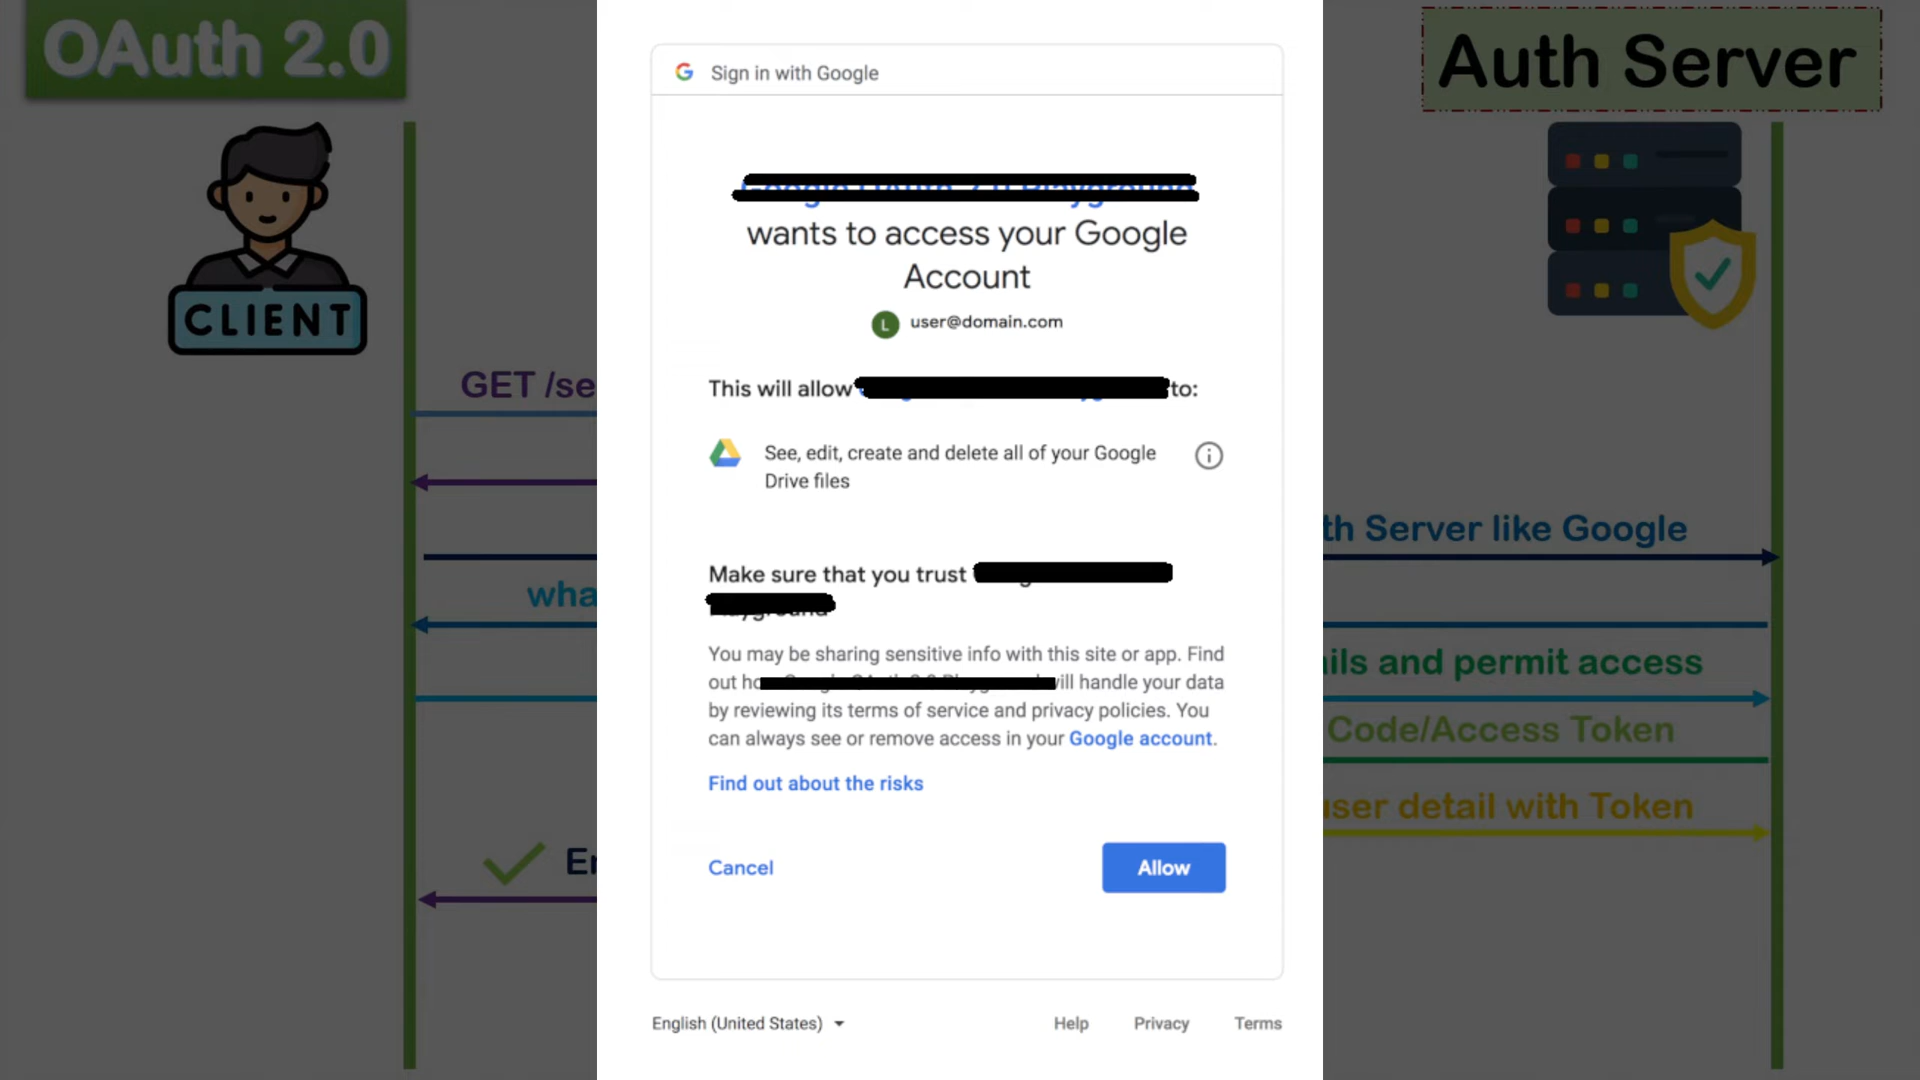 OAuth 2.0
Auth Server
CLIENT
GET /se
wha
Er
Sign in with Google
wants to access your Google
Account
L user@domain.com
This will allow to:
See, edit, create and delete all of your Google
Drive files
Make sure that you trust
You may be sharing sensitive info with this site or app. Find
out ho will handle your data
by reviewing its terms of service and privacy policies. You
can always see or remove access in your Google account.
Find out about the risks
Cancel
Allow
English (United States)
Help
Privacy
Terms
th Server like Google
ils and permit access
Code/Access Token
user detail with Token